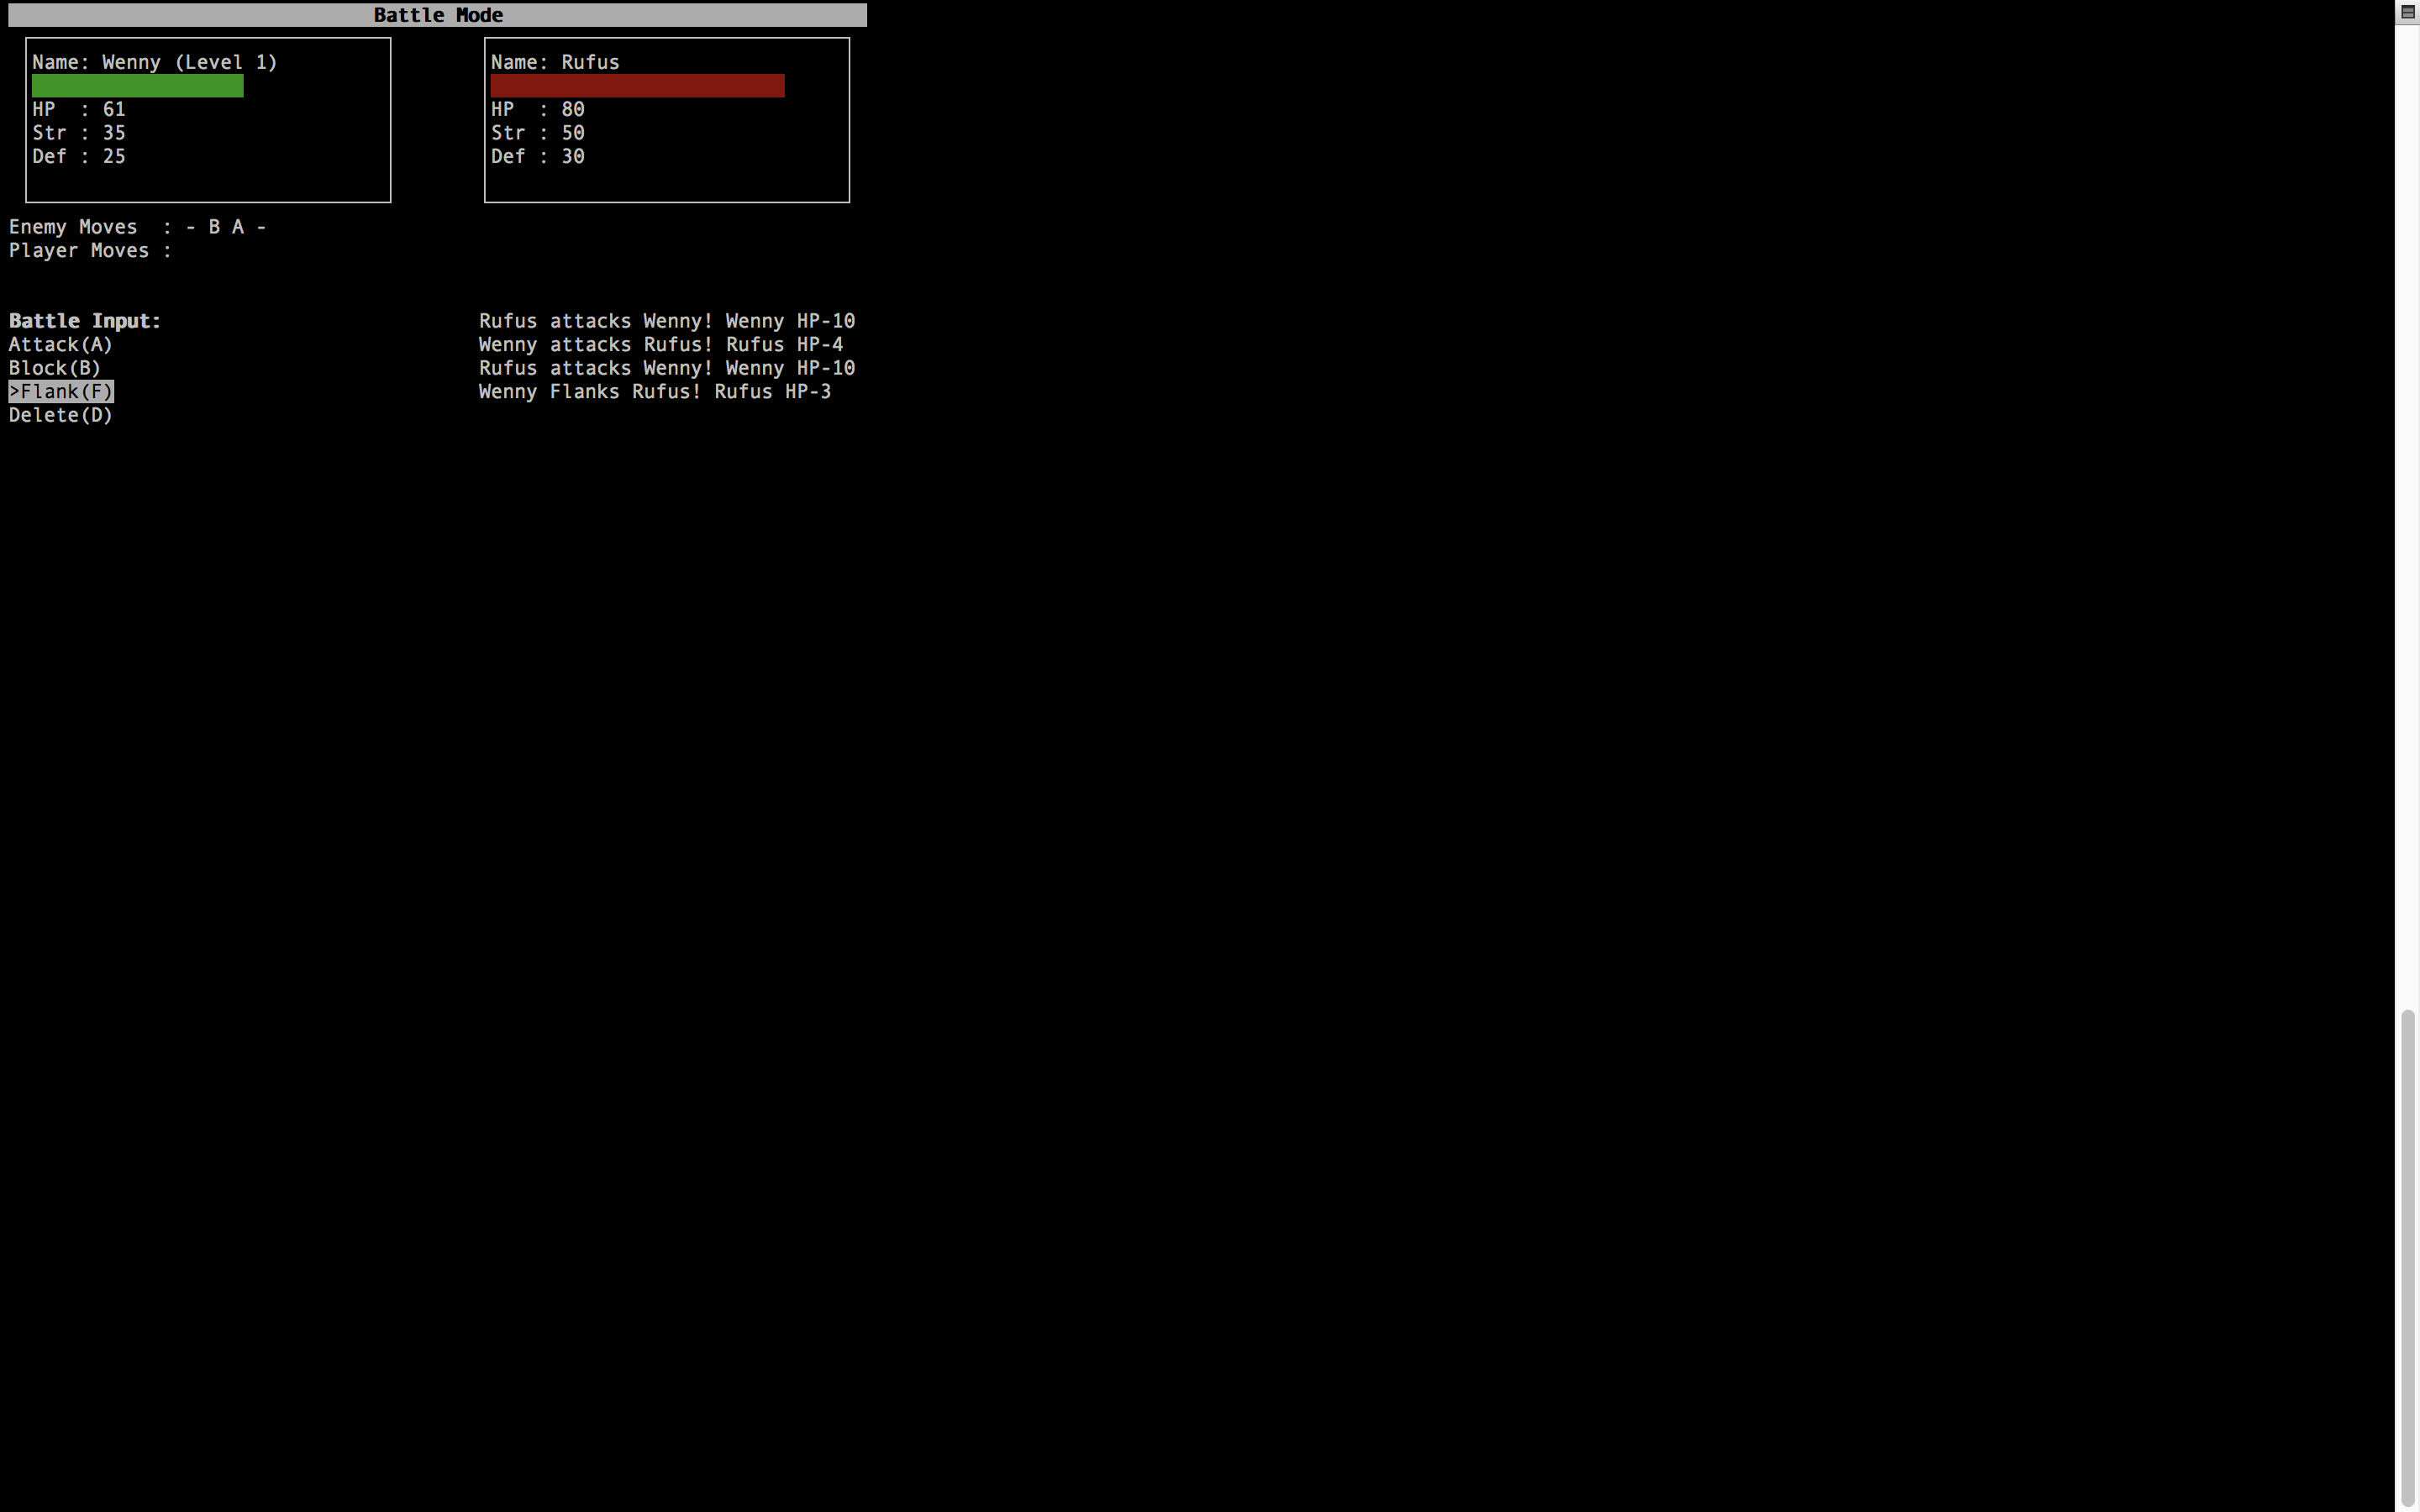 Battle Mode
Name: Wenny (Level 1)
HP  : 61
Str : 35
Def : 25
Name: Rufus
HP  : 80
Str : 50
Def : 30
Enemy Moves  : - B A -
Player Moves :
Battle Input:
Attack(A)
Block(B)
>Flank(F)
Delete(D)
Rufus attacks Wenny! Wenny HP-10
Wenny attacks Rufus! Rufus HP-4
Rufus attacks Wenny! Wenny HP-10
Wenny Flanks Rufus! Rufus HP-3